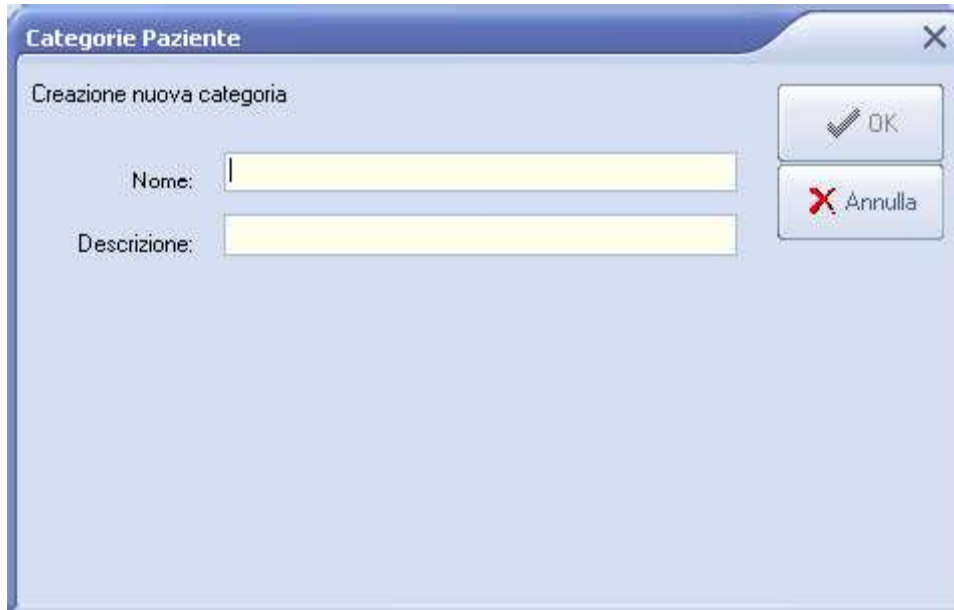 Categorie Paziente
Creazione nuova categoria
OK
Nome:
Annulla
Descrizione: